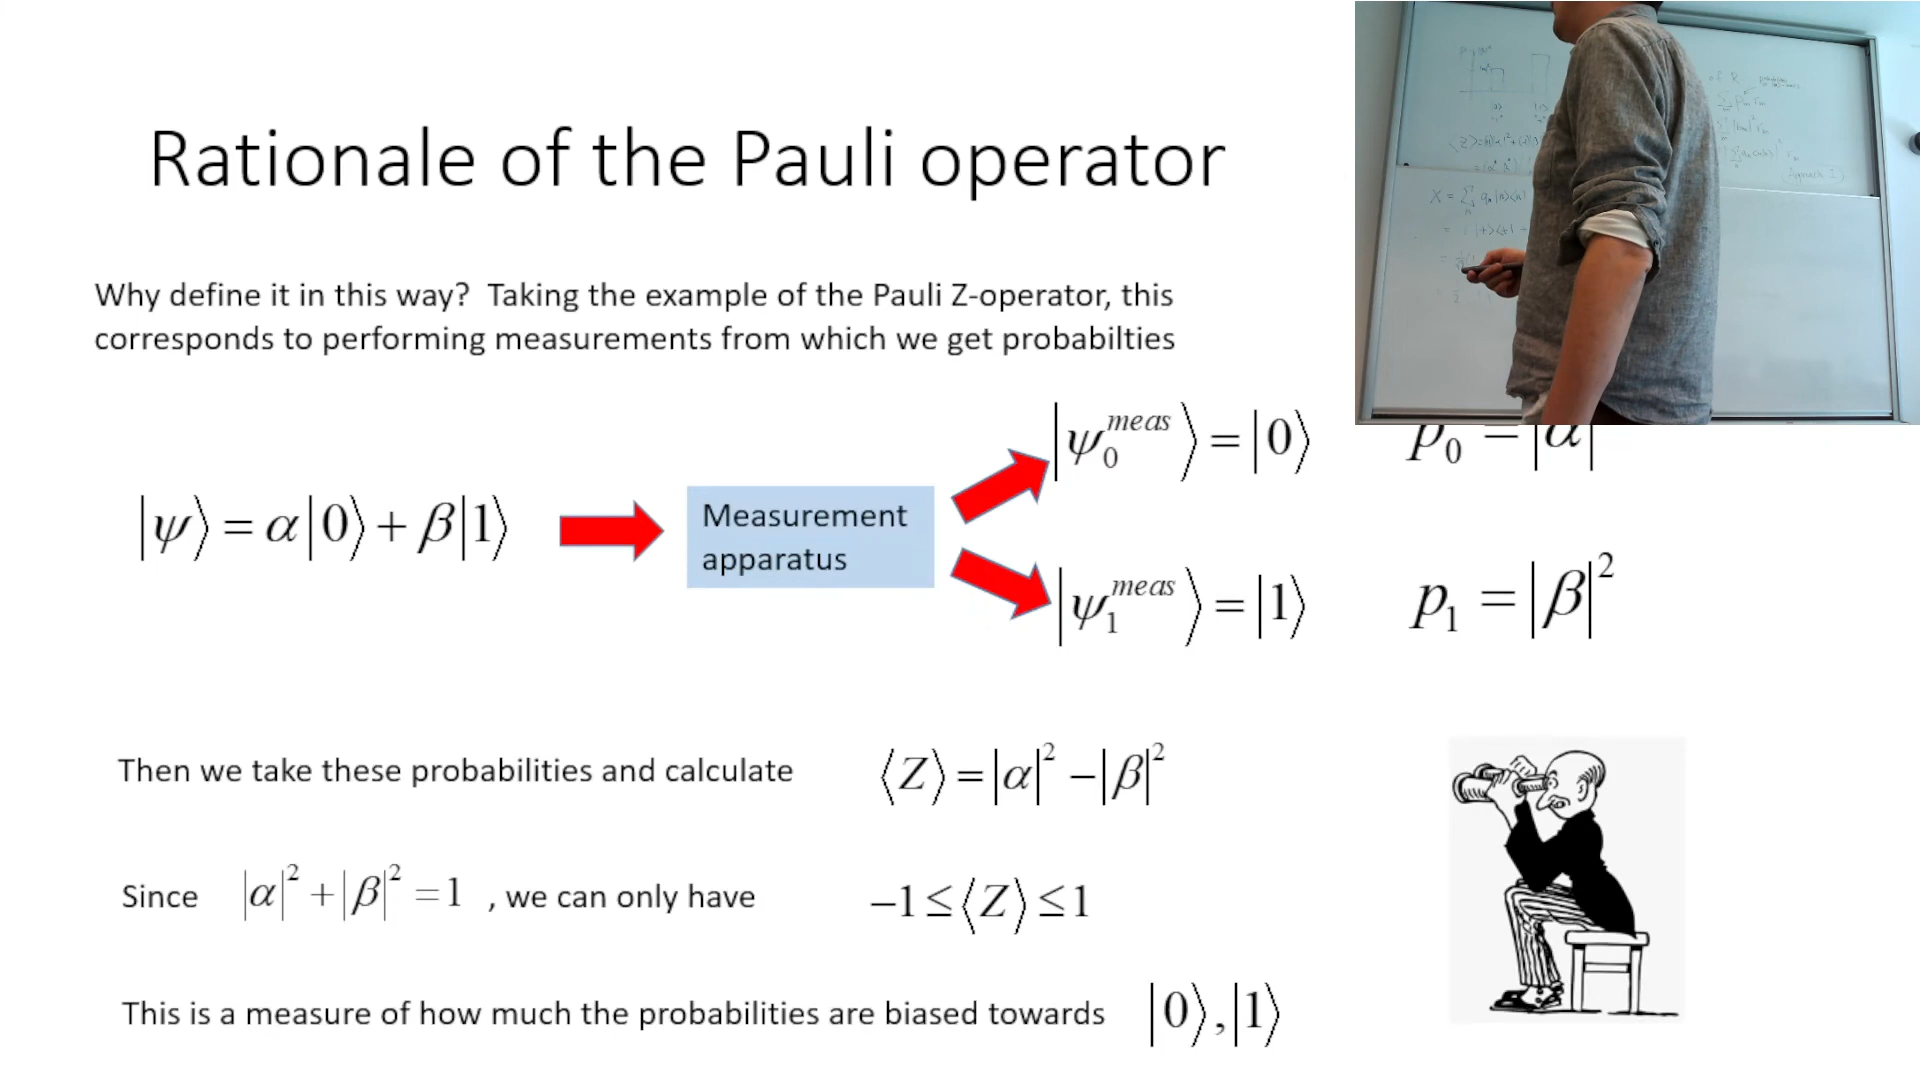 Rationale of the Pauli operator
Why define it in this way? Taking the example of the Pauli Z-operator, this
corresponds to performing measurements from which we get probabilties
|ψ⟩ = α|0⟩ + β|1⟩
Measurement
apparatus
|ψ₀^meas⟩ = |0⟩
p₀ = |α|
|ψ₁^meas⟩ = |1⟩
p₁ = |β|²
Then we take these probabilities and calculate ⟨Z⟩ = |α|² − |β|²
Since |α|² + |β|² = 1 , we can only have −1 ≤ ⟨Z⟩ ≤ 1
This is a measure of how much the probabilities are biased towards |0⟩,|1⟩